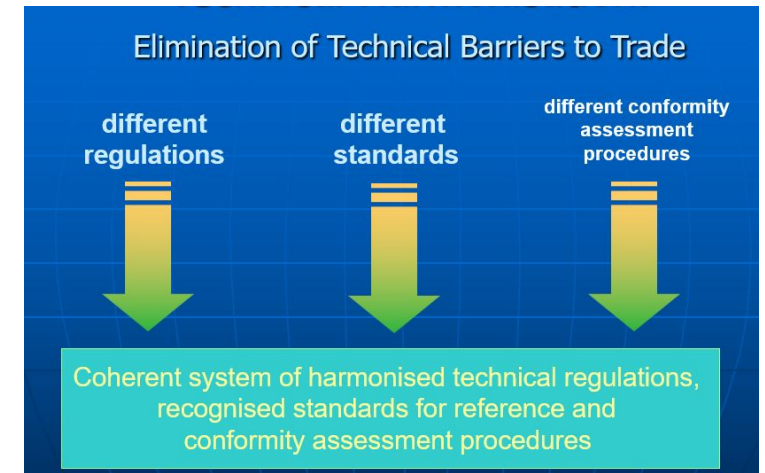 Elimination of Technical Barriers to Trade
different
regulations
different
standards
different conformity
assessment
procedures
Coherent system of harmonised technical regulations,
recognised standards for reference and
conformity assessment procedures